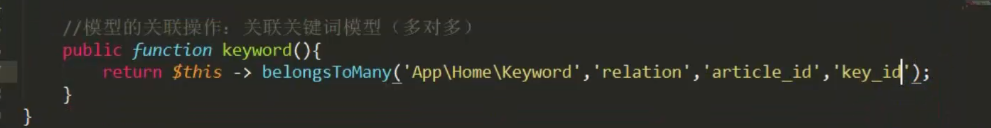 //模型的关联操作：关联关键词模型（多对多）
public function keyword(){
return $this -> belongsToMany('App\Home\Keyword','relation','article_id','key_id');
}
}